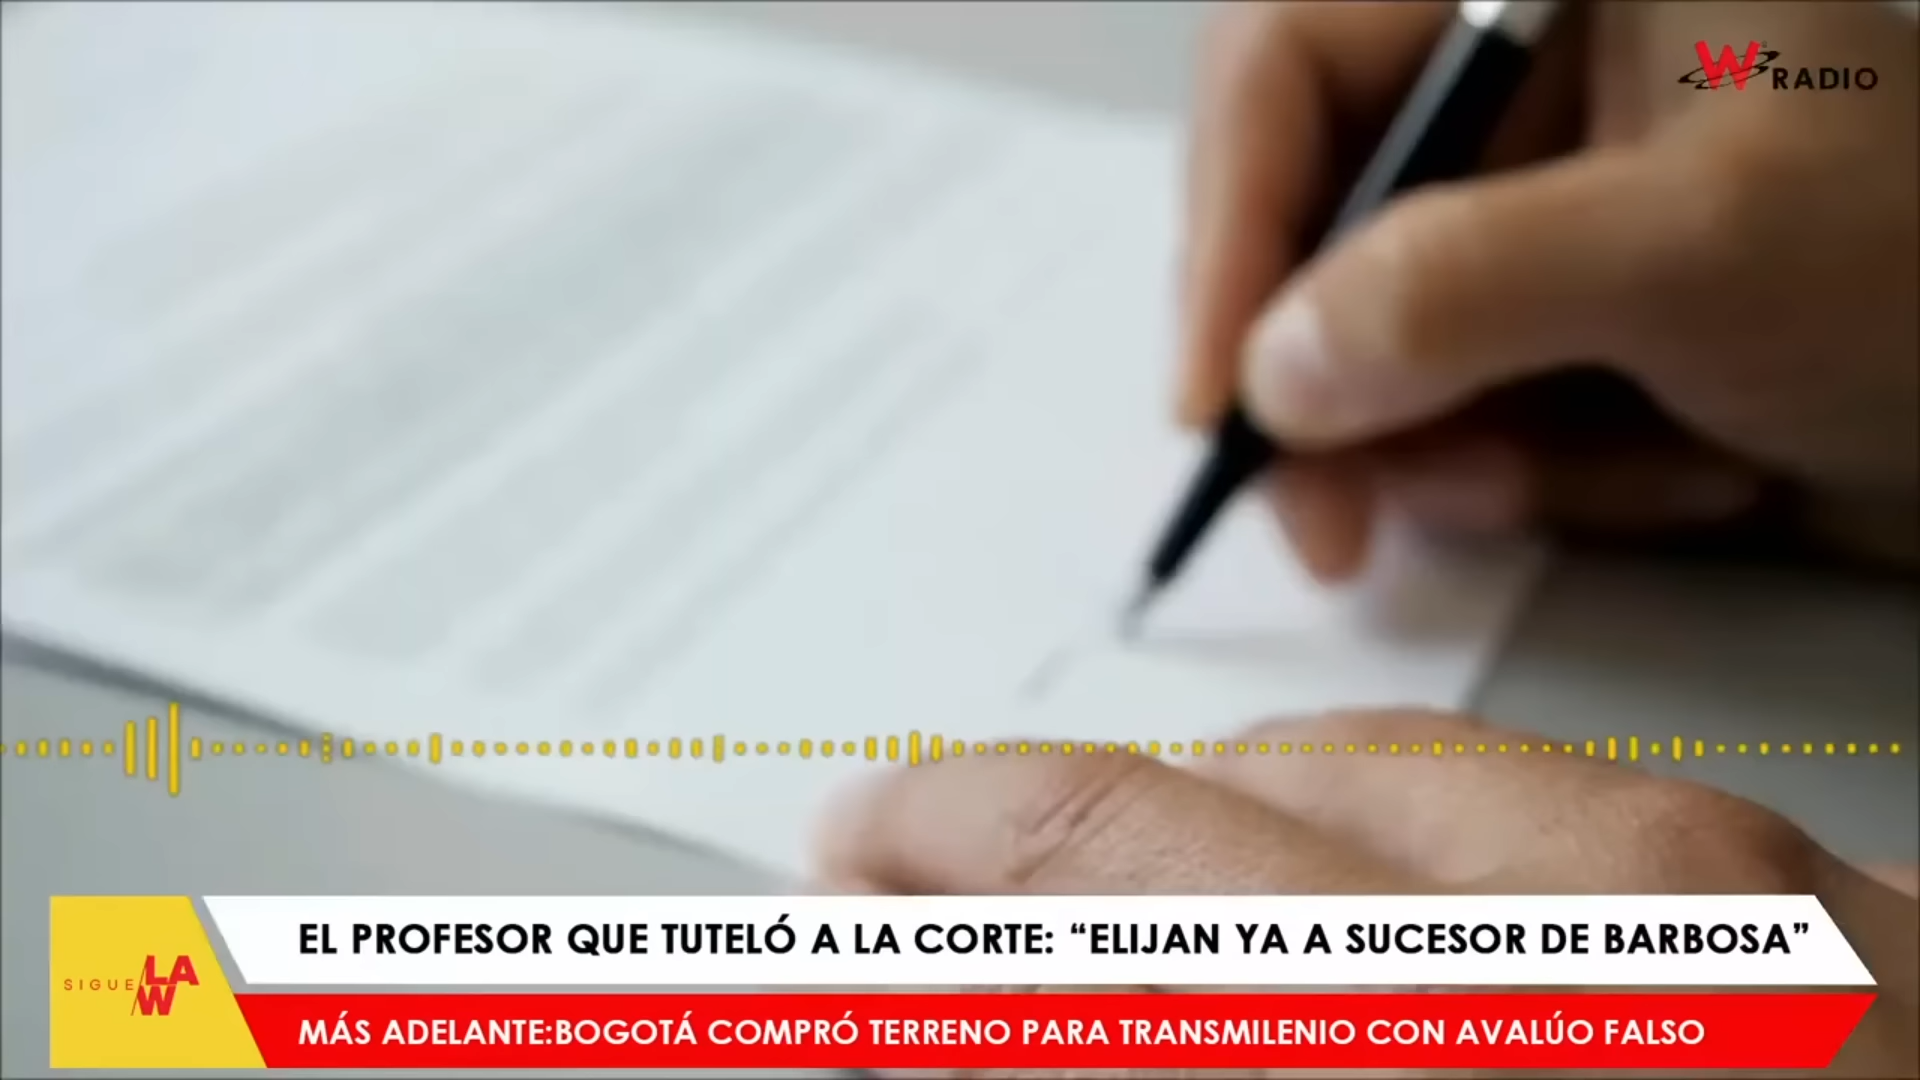 W RADIO
EL PROFESOR QUE TUTELÓ A LA CORTE: “ELIJAN YA A SUCESOR DE BARBOSA”
SIGUE LA W
MÁS ADELANTE:BOGOTÁ COMPRÓ TERRENO PARA TRANSMILENIO CON AVALÚO FALSO